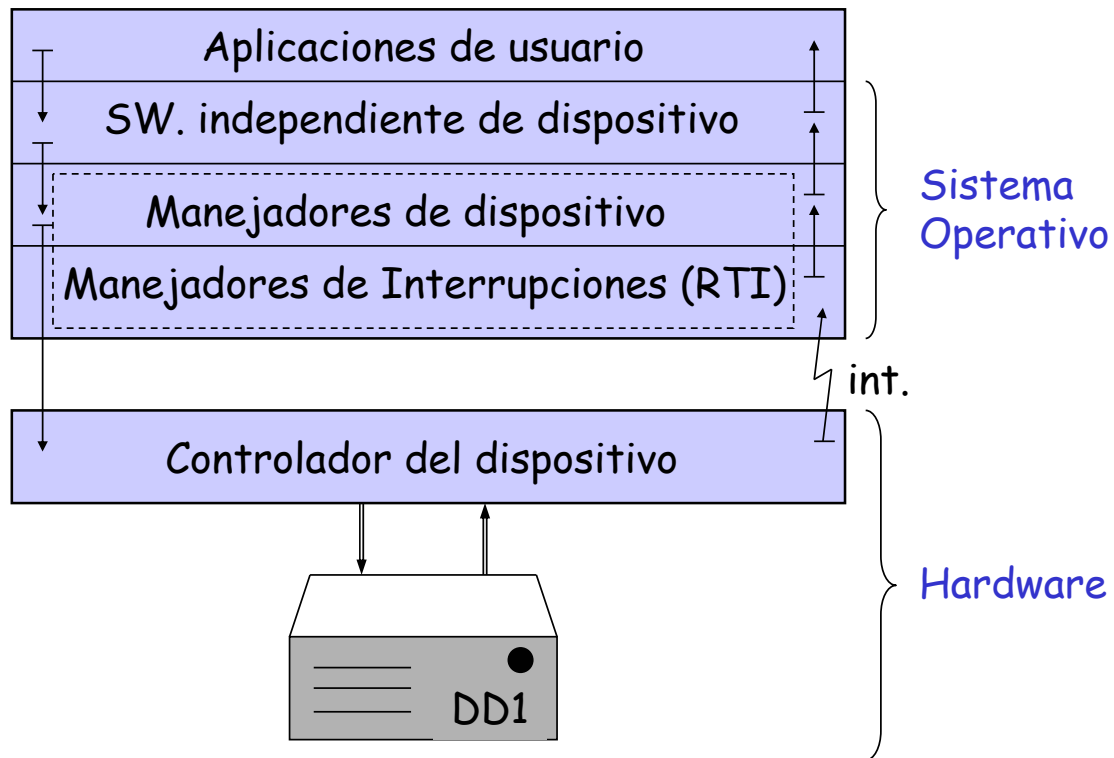 Aplicaciones de usuario
SW. independiente de dispositivo
Manejadores de dispositivo
Manejadores de Interrupciones (RTI)
Sistema
Operativo
int.
Controlador del dispositivo
Hardware
DD1